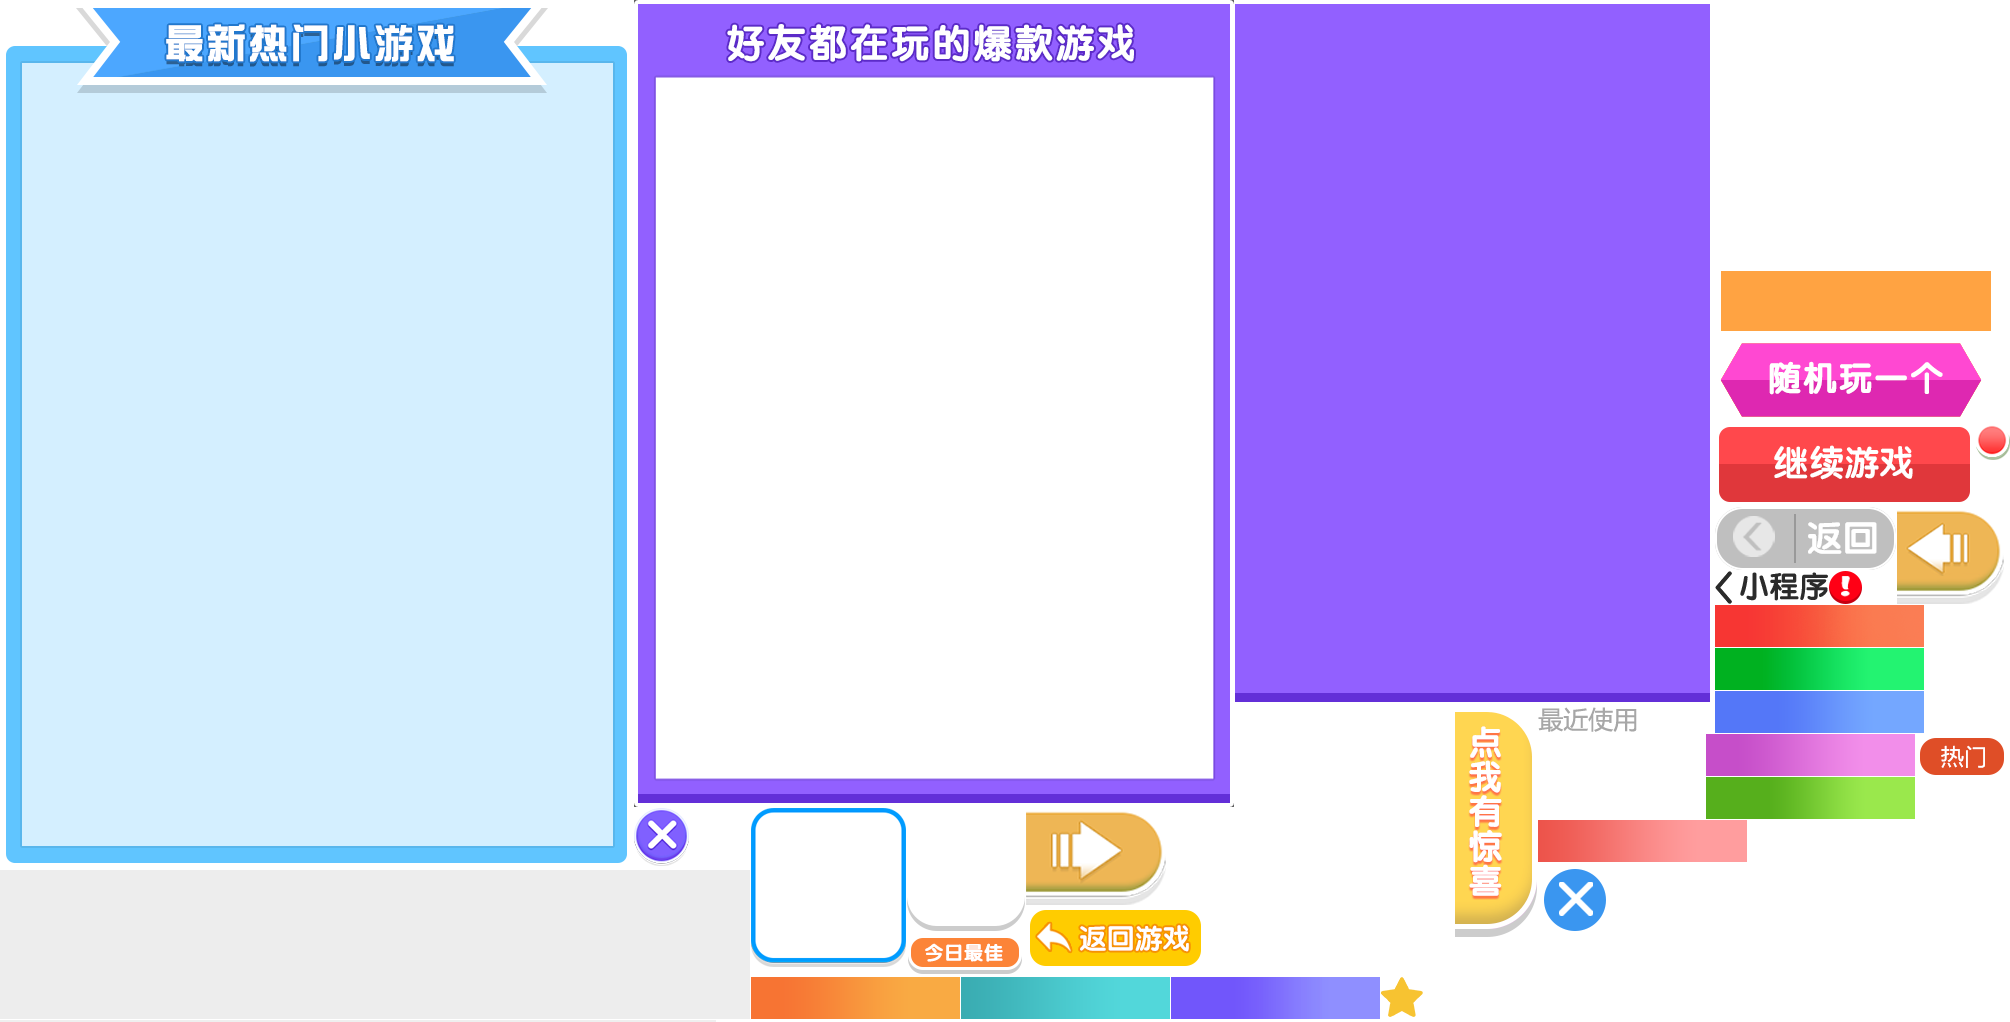 最新热门小游戏
好友都在玩的爆款游戏
随机玩一个
继续游戏
返回
小程序
最近使用
热门
点我有惊喜
返回游戏
今日最佳